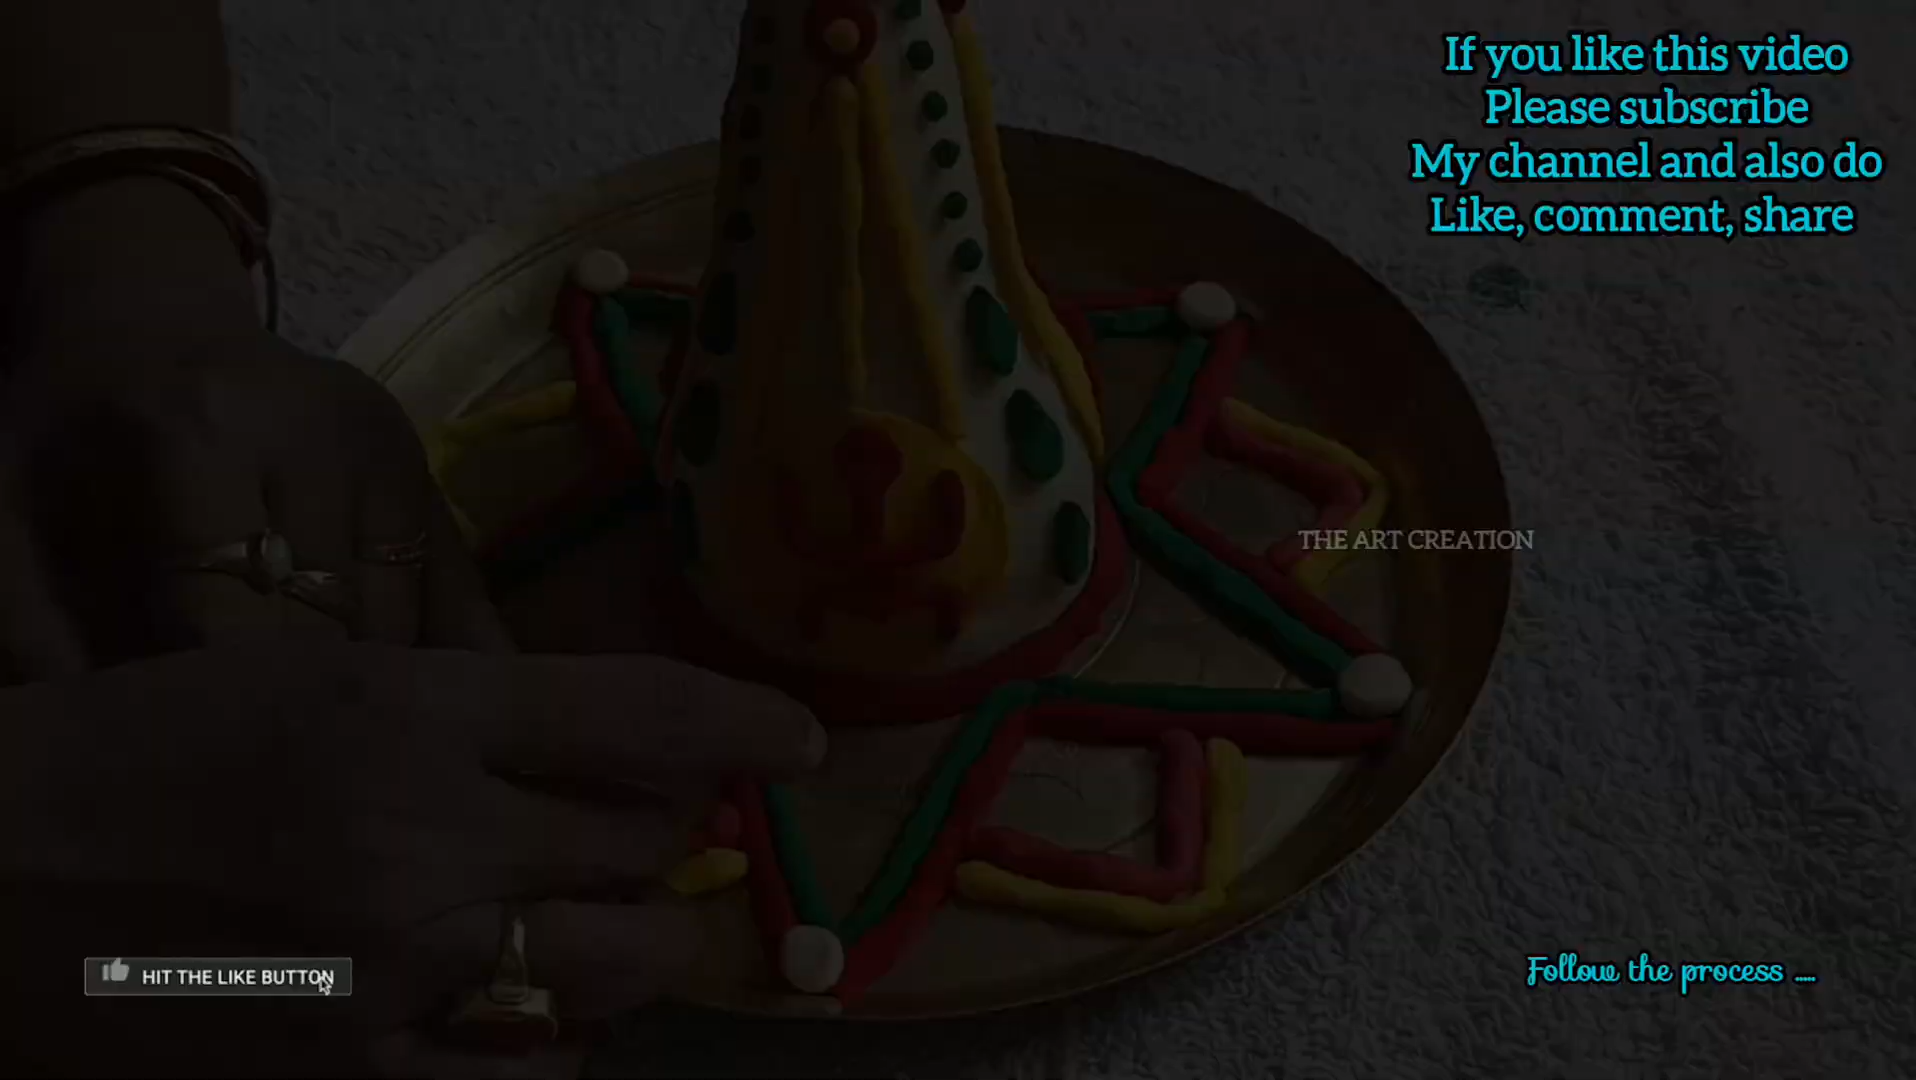 If you like this video
Please subscribe
My channel and also do
Like, comment, share
THE ART CREATION
HIT THE LIKE BUTTON
Follow the process .....